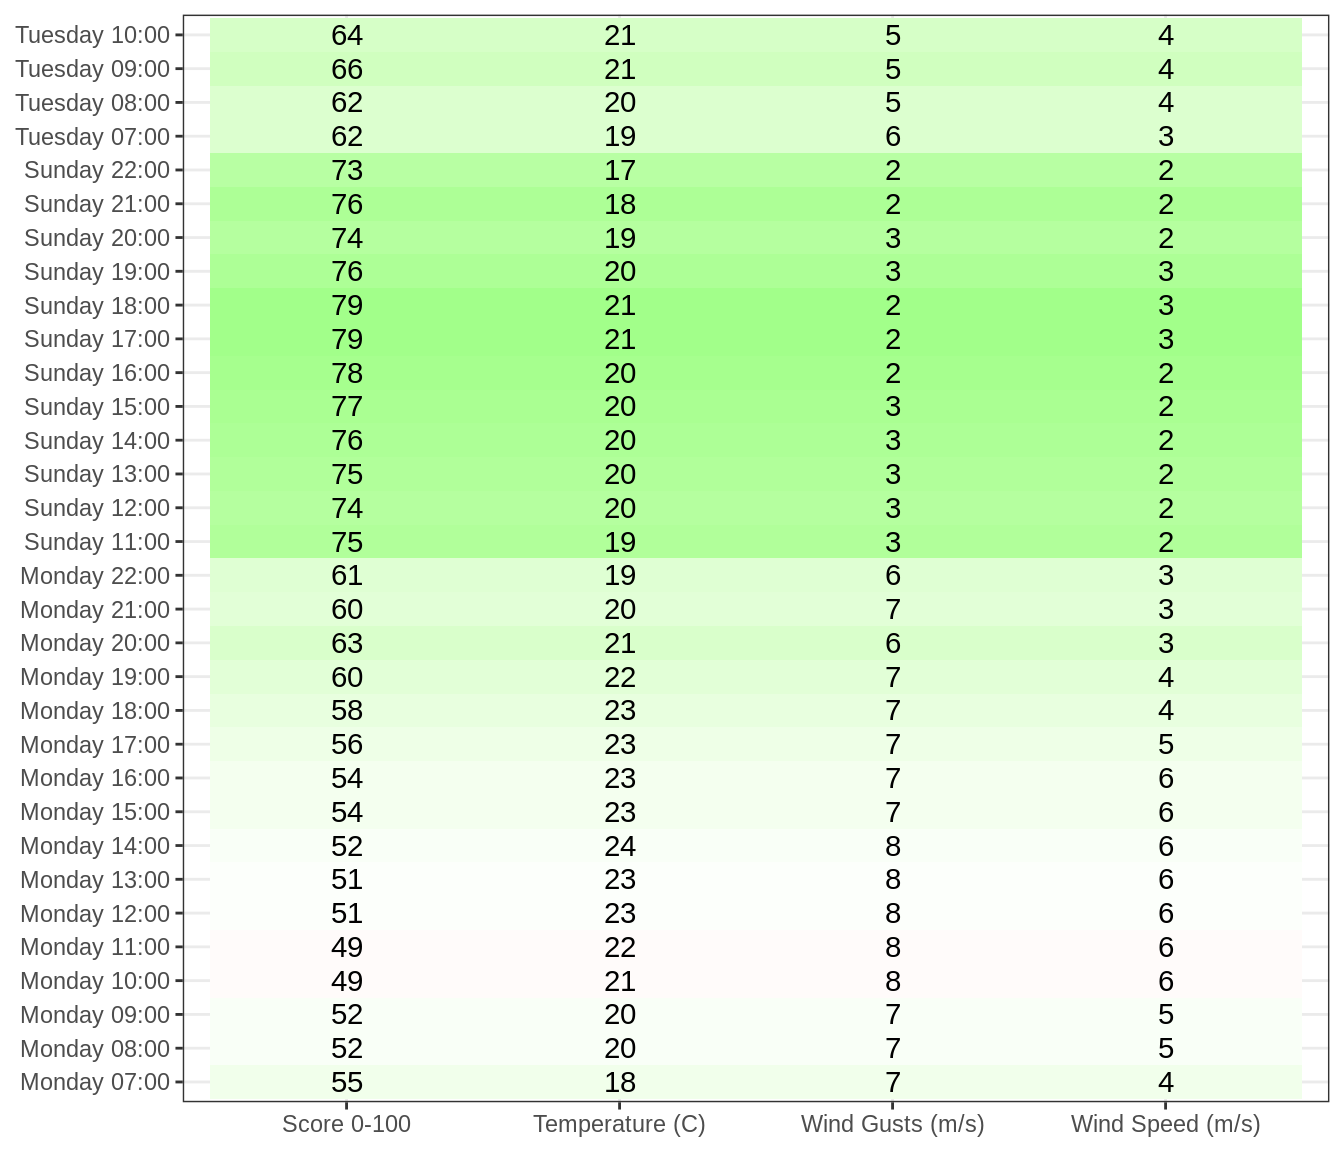 Tuesday 10:00 64 21 5 4
Tuesday 09:00 66 21 5 4
Tuesday 08:00 62 20 5 4
Tuesday 07:00 62 19 6 3
Sunday 22:00 73 17 2 2
Sunday 21:00 76 18 2 2
Sunday 20:00 74 19 3 2
Sunday 19:00 76 20 3 3
Sunday 18:00 79 21 2 3
Sunday 17:00 79 21 2 3
Sunday 16:00 78 20 2 2
Sunday 15:00 77 20 3 2
Sunday 14:00 76 20 3 2
Sunday 13:00 75 20 3 2
Sunday 12:00 74 20 3 2
Sunday 11:00 75 19 3 2
Monday 22:00 61 19 6 3
Monday 21:00 60 20 7 3
Monday 20:00 63 21 6 3
Monday 19:00 60 22 7 4
Monday 18:00 58 23 7 4
Monday 17:00 56 23 7 5
Monday 16:00 54 23 7 6
Monday 15:00 54 23 7 6
Monday 14:00 52 24 8 6
Monday 13:00 51 23 8 6
Monday 12:00 51 23 8 6
Monday 11:00 49 22 8 6
Monday 10:00 49 21 8 6
Monday 09:00 52 20 7 5
Monday 08:00 52 20 7 5
Monday 07:00 55 18 7 4
Score 0-100 Temperature (C) Wind Gusts (m/s) Wind Speed (m/s)